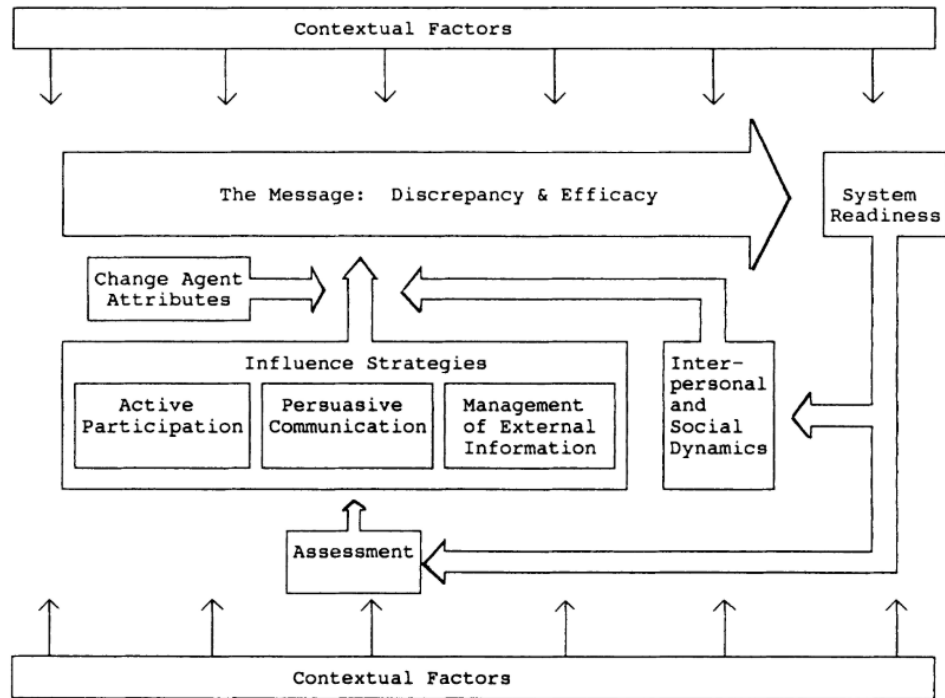 Contextual Factors
The Message: Discrepancy & Efficacy
System
Readiness
Change Agent
Attributes
Influence Strategies
Active
Participation
Persuasive
Communication
Management
of External
Information
Inter-
personal
and
Social
Dynamics
Assessment
Contextual Factors